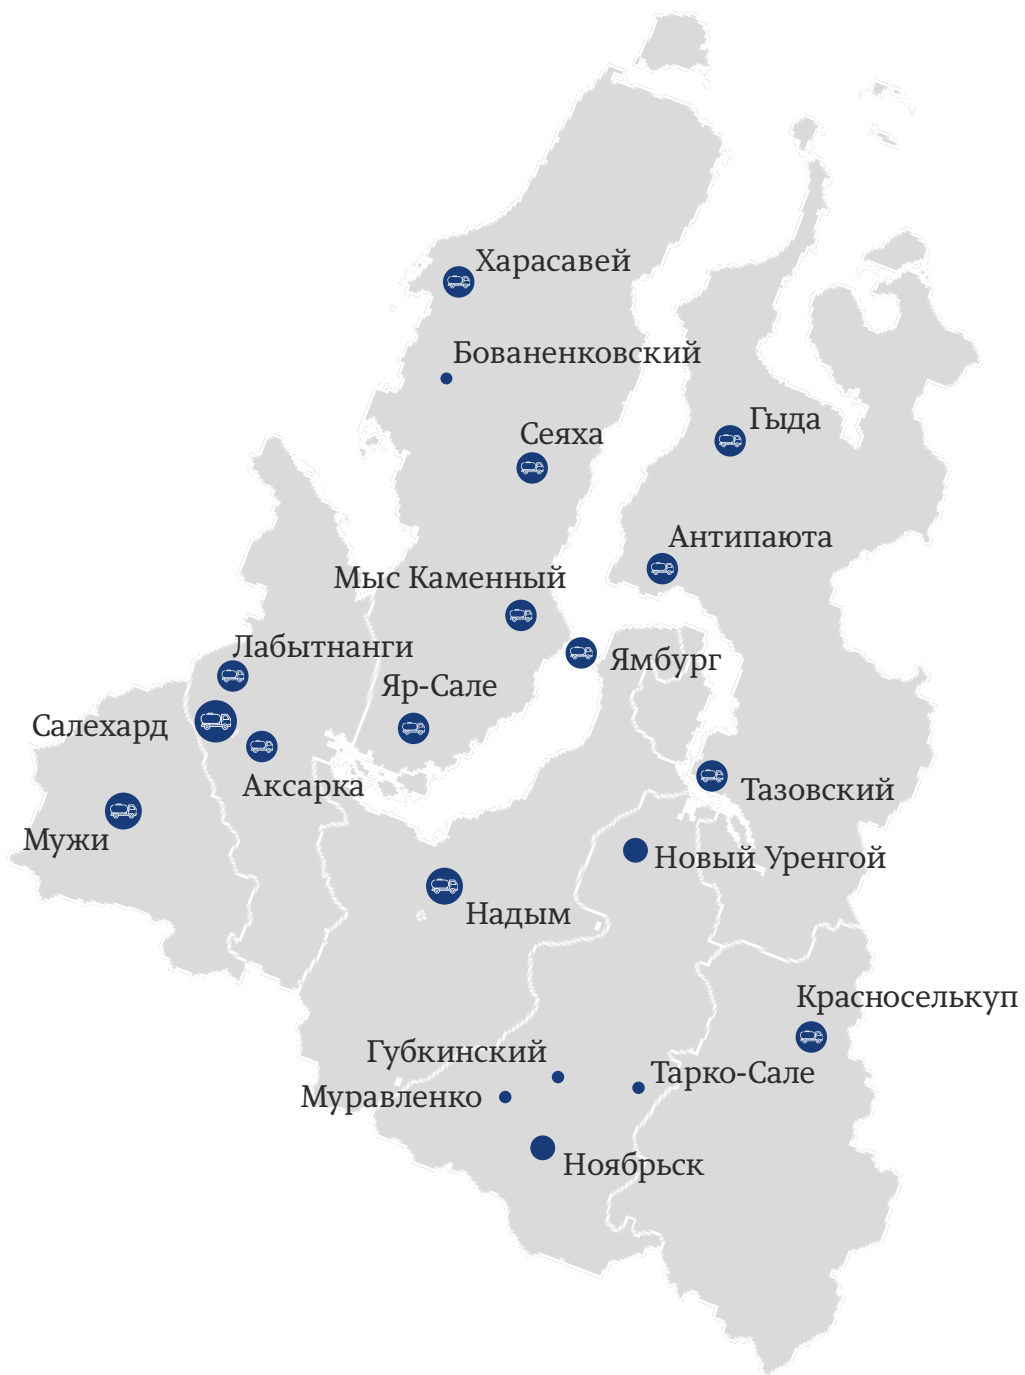 Харасавей
Бованенковский
Гыда
Сеяха
Антипаюта
Мыс Каменный
Лабытнанги
Ямбург
Яр-Сале
Салехард
Аксарка
Тазовский
Мужи
Новый Уренгой
Надым
Красноселькуп
Губкинский
Тарко-Сале
Муравленко
Ноябрьск